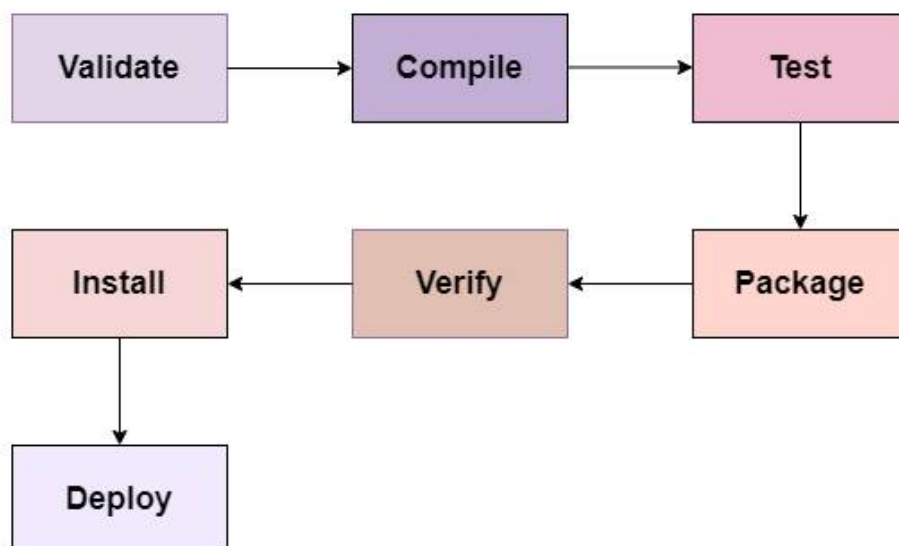 Validate
Compile
Test
Package
Verify
Install
Deploy